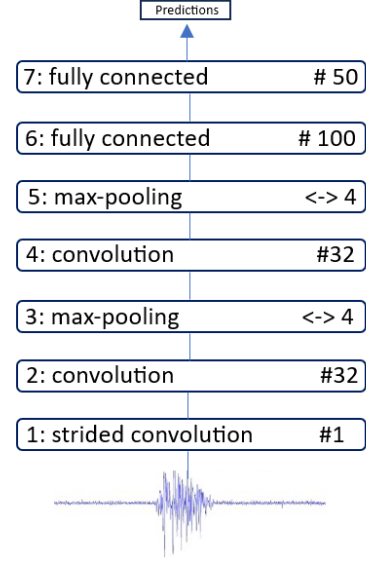 Predictions
7: fully connected # 50
6: fully connected # 100
5: max-pooling <-> 4
4: convolution #32
3: max-pooling <-> 4
2: convolution #32
1: strided convolution #1